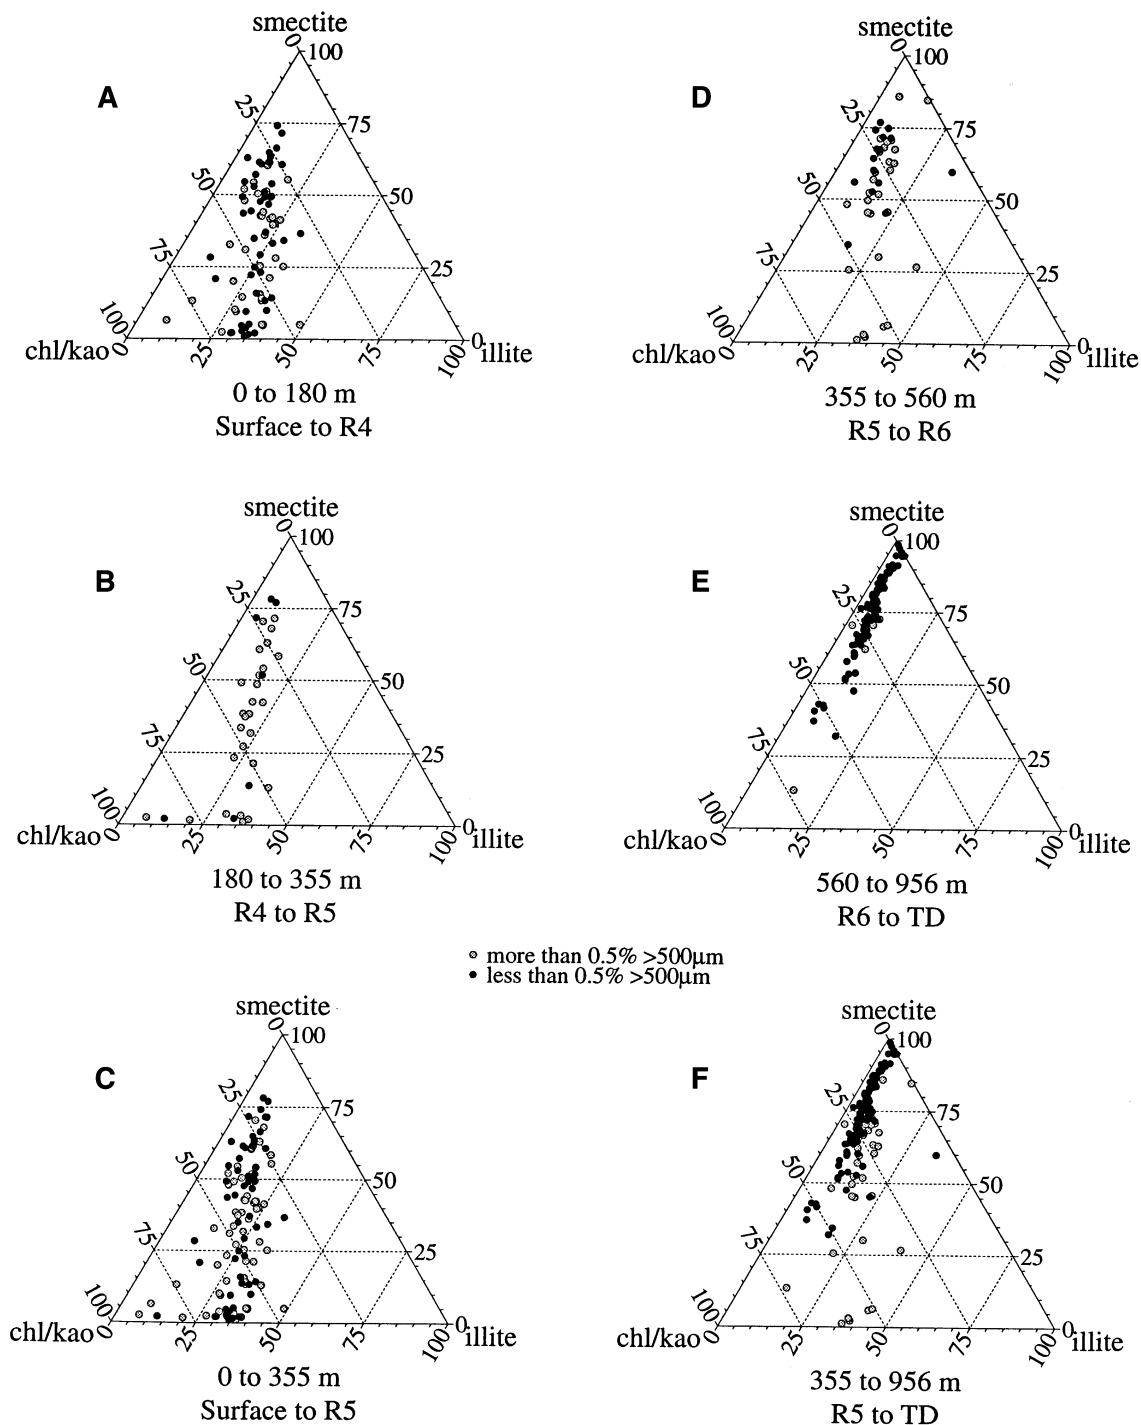 A
smectite
0
100
25
75
50
50
75
25
100
0
chl/kao
0
25
50
75
100
illite
0 to 180 m
Surface to R4
D
smectite
0
100
25
75
50
50
75
25
100
0
chl/kao
0
25
50
75
100
illite
355 to 560 m
R5 to R6
B
smectite
0
100
25
75
50
50
75
25
100
0
chl/kao
0
25
50
75
100
illite
180 to 355 m
R4 to R5
E
smectite
0
100
25
75
50
50
75
25
100
0
chl/kao
0
25
50
75
100
illite
560 to 956 m
R6 to TD
more than 0.5% >500μm
less than 0.5% >500μm
C
smectite
0
100
25
75
50
50
75
25
100
0
chl/kao
0
25
50
75
100
illite
0 to 355 m
Surface to R5
F
smectite
0
100
25
75
50
50
75
25
100
0
chl/kao
0
25
50
75
100
illite
355 to 956 m
R5 to TD